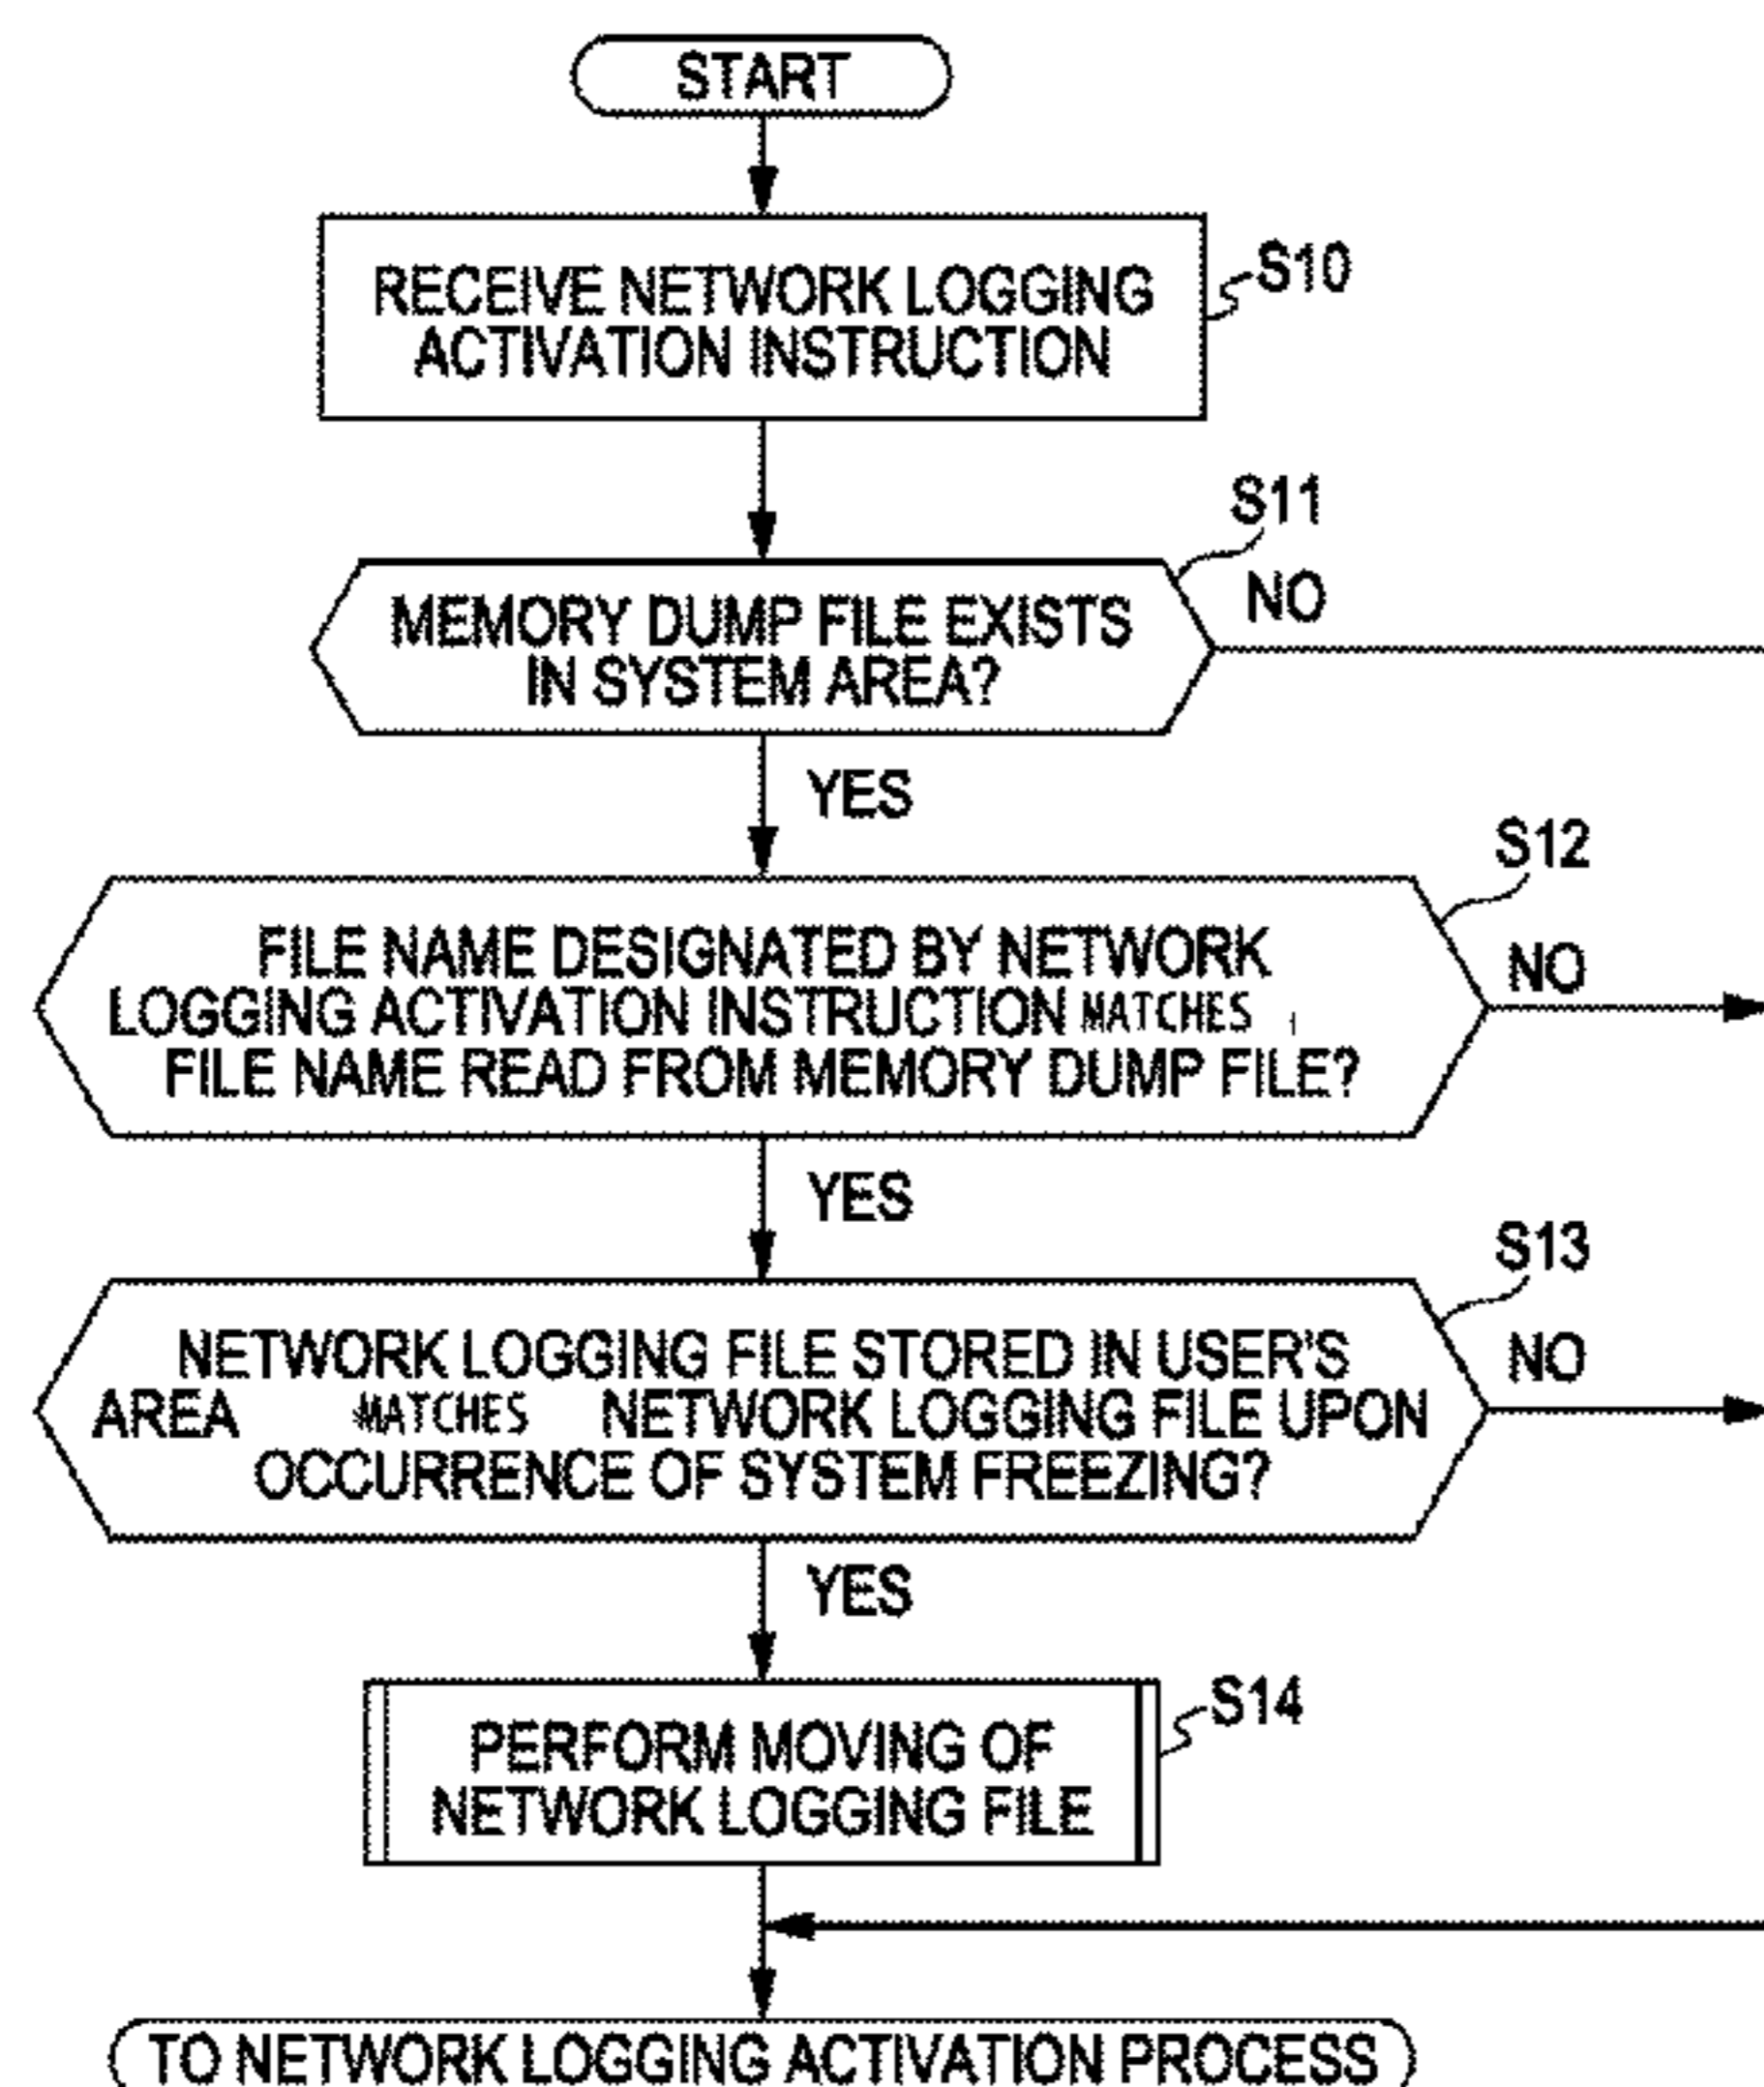 START
RECEIVE NETWORK LOGGING
ACTIVATION INSTRUCTION
S10
S11
MEMORY DUMP FILE EXISTS
IN SYSTEM AREA?
NO
YES
S12
FILE NAME DESIGNATED BY NETWORK
LOGGING ACTIVATION INSTRUCTION MATCHES
FILE NAME READ FROM MEMORY DUMP FILE?
NO
YES
S13
NETWORK LOGGING FILE STORED IN USER'S
AREA MATCHES NETWORK LOGGING FILE UPON
OCCURRENCE OF SYSTEM FREEZING?
NO
YES
S14
PERFORM MOVING OF
NETWORK LOGGING FILE
TO NETWORK LOGGING ACTIVATION PROCESS